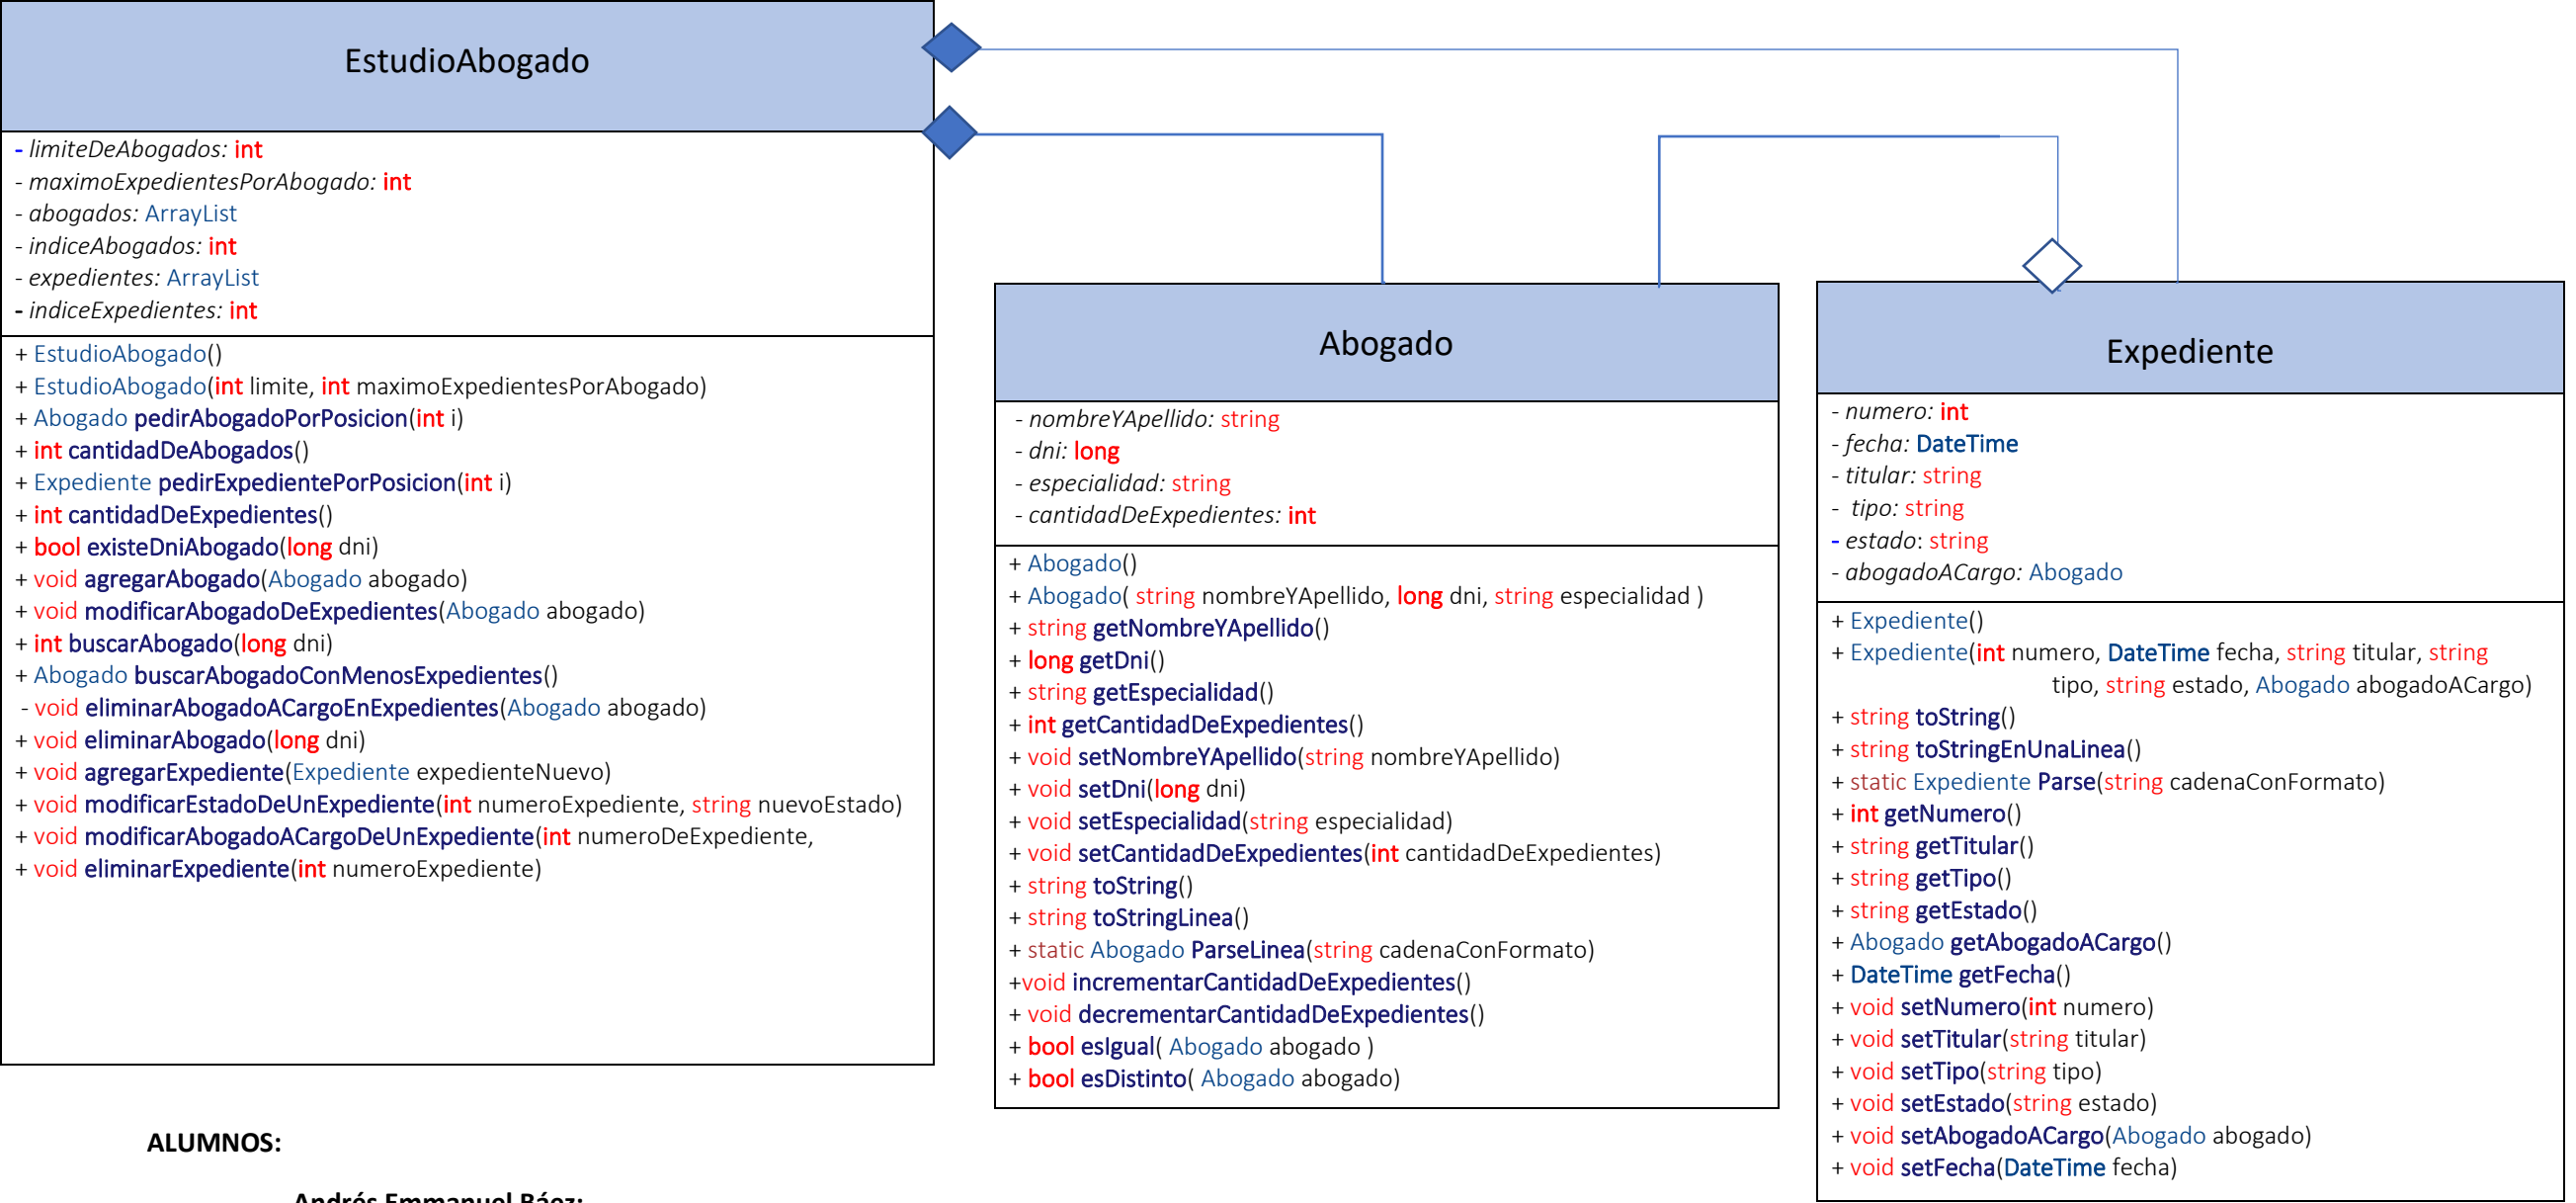 EstudioAbogado
- limiteDeAbogados: int
- maximoExpedientesPorAbogado: int
- abogados: ArrayList
- indiceAbogados: int
- expedientes: ArrayList
- indiceExpedientes: int
+ EstudioAbogado()
+ EstudioAbogado(int limite, int maximoExpedientesPorAbogado)
+ Abogado pedirAbogadoPorPosicion(int i)
+ int cantidadDeAbogados()
+ Expediente pedirExpedientePorPosicion(int i)
+ int cantidadDeExpedientes()
+ bool existeDniAbogado(long dni)
+ void agregarAbogado(Abogado abogado)
+ void modificarAbogadoDeExpedientes(Abogado abogado)
+ int buscarAbogado(long dni)
+ Abogado buscarAbogadoConMenosExpedientes()
- void eliminarAbogadoACargoEnExpedientes(Abogado abogado)
+ void eliminarAbogado(long dni)
+ void agregarExpediente(Expediente expedienteNuevo)
+ void modificarEstadoDeUnExpediente(int numeroExpediente, string nuevoEstado)
+ void modificarAbogadoACargoDeUnExpediente(int numeroDeExpediente,
+ void eliminarExpediente(int numeroExpediente)
Abogado
- nombreYApellido: string
- dni: long
- especialidad: string
- cantidadDeExpedientes: int
+ Abogado()
+ Abogado( string nombreYApellido, long dni, string especialidad )
+ string getNombreYApellido()
+ long getDni()
+ string getEspecialidad()
+ int getCantidadDeExpedientes()
+ void setNombreYApellido(string nombreYApellido)
+ void setDni(long dni)
+ void setEspecialidad(string especialidad)
+ void setCantidadDeExpedientes(int cantidadDeExpedientes)
+ string toString()
+ string toStringLinea()
+ static Abogado ParseLinea(string cadenaConFormato)
+void incrementarCantidadDeExpedientes()
+ void decrementarCantidadDeExpedientes()
+ bool esIgual( Abogado abogado )
+ bool esDistinto( Abogado abogado)
Expediente
- numero: int
- fecha: DateTime
- titular: string
- tipo: string
- estado: string
- abogadoACargo: Abogado
+ Expediente()
+ Expediente(int numero, DateTime fecha, string titular, string
tipo, string estado, Abogado abogadoACargo)
+ string toString()
+ string toStringEnUnaLinea()
+ static Expediente Parse(string cadenaConFormato)
+ int getNumero()
+ string getTitular()
+ string getTipo()
+ string getEstado()
+ Abogado getAbogadoACargo()
+ DateTime getFecha()
+ void setNumero(int numero)
+ void setTitular(string titular)
+ void setTipo(string tipo)
+ void setEstado(string estado)
+ void setAbogadoACargo(Abogado abogado)
+ void setFecha(DateTime fecha)
ALUMNOS:
Andrés Emmanuel Báez: